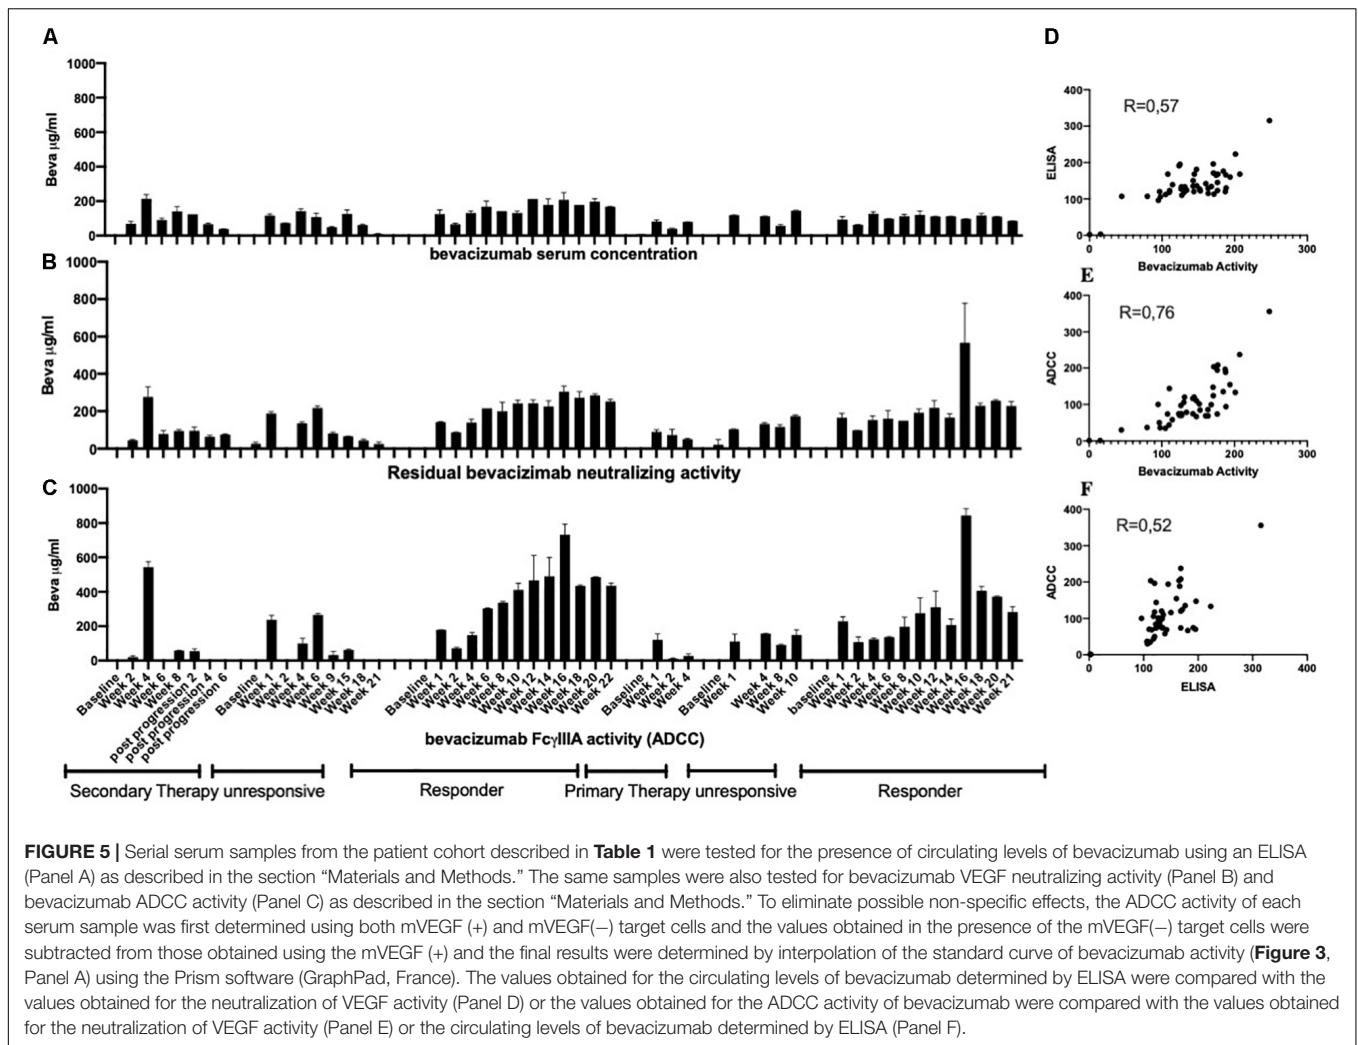 A
1000
800
600
400
200
0
Beva µg/ml
bevacizumab serum concentration
B
1000
800
600
400
200
0
Beva µg/ml
Residual bevacizimab neutralizing activity
C
1000
800
600
400
200
0
Beva µg/ml
Baseline
Week 2
Week 4
Week 6
Week 8
post progression 2
post progression 4
post progression 6
Baseline
Week 1
Week 2
Week 4
Week 6
Week 9
Week 15
Week 18
Week 21
Baseline
Week 1
Week 2
Week 4
Week 6
Week 8
Week 10
Week 12
Week 14
Week 16
Week 18
Week 20
Week 22
Baseline
Week 1
Week 2
Week 4
Baseline
Week 1
Week 4
Week 8
Week 10
baseline
Week 1
Week 2
Week 4
Week 6
Week 8
Week 10
Week 12
Week 14
Week 16
Week 18
Week 20
Week 21
bevacizumab FcγIIIA activity (ADCC)
Secondary Therapy unresponsive
Responder
Primary Therapy unresponsive
Responder
D
R=0,57
400
300
200
100
0
ELISA
0 100 200 300
Bevacizumab Activity
E
R=0,76
400
300
200
100
0
ADCC
0 100 200 300
Bevacizumab Activity
F
R=0,52
400
300
200
100
0
ADCC
0 100 200 300 400
ELISA
FIGURE 5 | Serial serum samples from the patient cohort described in Table 1 were tested for the presence of circulating levels of bevacizumab using an ELISA
(Panel A) as described in the section “Materials and Methods.” The same samples were also tested for bevacizumab VEGF neutralizing activity (Panel B) and
bevacizumab ADCC activity (Panel C) as described in the section “Materials and Methods.” To eliminate possible non-specific effects, the ADCC activity of each
serum sample was first determined using both mVEGF (+) and mVEGF(−) target cells and the values obtained in the presence of the mVEGF(−) target cells were
subtracted from those obtained using the mVEGF (+) and the final results were determined by interpolation of the standard curve of bevacizumab activity (Figure 3,
Panel A) using the Prism software (GraphPad, France). The values obtained for the circulating levels of bevacizumab determined by ELISA were compared with the
values obtained for the neutralization of VEGF activity (Panel D) or the values obtained for the ADCC activity of bevacizumab were compared with the values obtained
for the neutralization of VEGF activity (Panel E) or the circulating levels of bevacizumab determined by ELISA (Panel F).